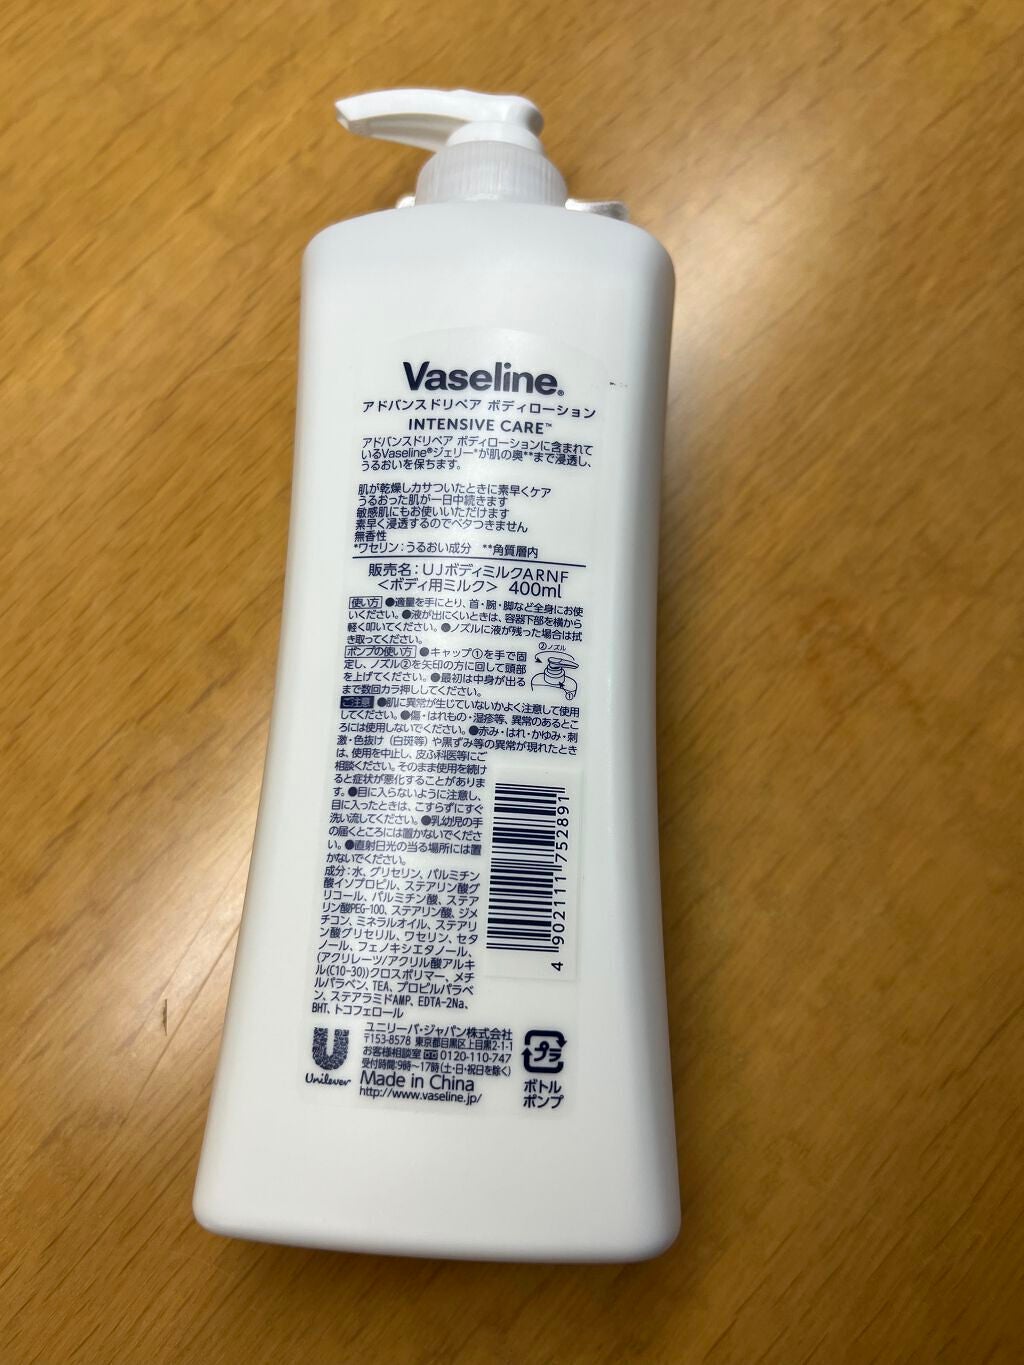 Vaseline®
アドバンスドリペア ボディローション
INTENSIVE CARE™
アドバンスドリペア ボディローションに含まれて
いるVaseline®ジェリー*が肌の奥**まで浸透し、
うるおいを保ちます。
肌が乾燥しカサついたときに素早くケア
うるおった肌が一日中続きます
敏感肌にもお使いいただけます
素早く浸透するのでベタつきません
無香性
*ワセリン：うるおい成分 **角質層内
販売名：UJボディミルクARNF
＜ボディ用ミルク＞ 400ml
使い方 ●適量を手にとり、首・腕・脚など全身にお使
いください。●液が出にくいときは、容器下部を横から
軽く叩いてください。●ノズルに液が残った場合は拭
き取ってください。
②ノズル
ポンプの使い方 ●キャップ①を手で固
定し、ノズル②を矢印の方に回して頭部
を上げてください。●最初は中身が出る
まで数回カラ押ししてください。
①
ご注意 ●肌に異常が生じていないかよく注意して使用
してください。●傷・はれもの・湿疹等、異常のあるとこ
ろには使用しないでください。●赤み・はれ・かゆみ・刺
激・色抜け（白斑等）や黒ずみ等の異常が現れたとき
は、使用を中止し、皮ふ科医等にご
相談ください。そのまま使用を続け
ると症状が悪化することがありま
す。●目に入らないように注意し、
目に入ったときは、こすらずにすぐ
洗い流してください。●乳幼児の手
の届くところには置かないでくださ
い。●直射日光の当る場所には置
かないでください。
成分：水、グリセリン、パルミチン
酸イソプロピル、ステアリン酸グ
リコール、パルミチン酸、ステア
リン酸PEG-100、ステアリン酸、ジメ
チコン、ミネラルオイル、ステアリ
ン酸グリセリル、ワセリン、セタ
ノール、フェノキシエタノール、
(アクリレーツ/アクリル酸アルキ
ル(C10-30))クロスポリマー、メチ
ルパラベン、TEA、プロピルパラベ
ン、ステアラミドAMP、EDTA-2Na、
BHT、トコフェロール
4 902111 752891
Unilever
ユニリーバ・ジャパン株式会社
〒153-8578 東京都目黒区上目黒2-1-1
お客様相談室 0120-110-747
受付時間：9時～17時（土・日・祝日を除く）
Made in China
http://www.vaseline.jp/
プラ
ボトル
ポンプ